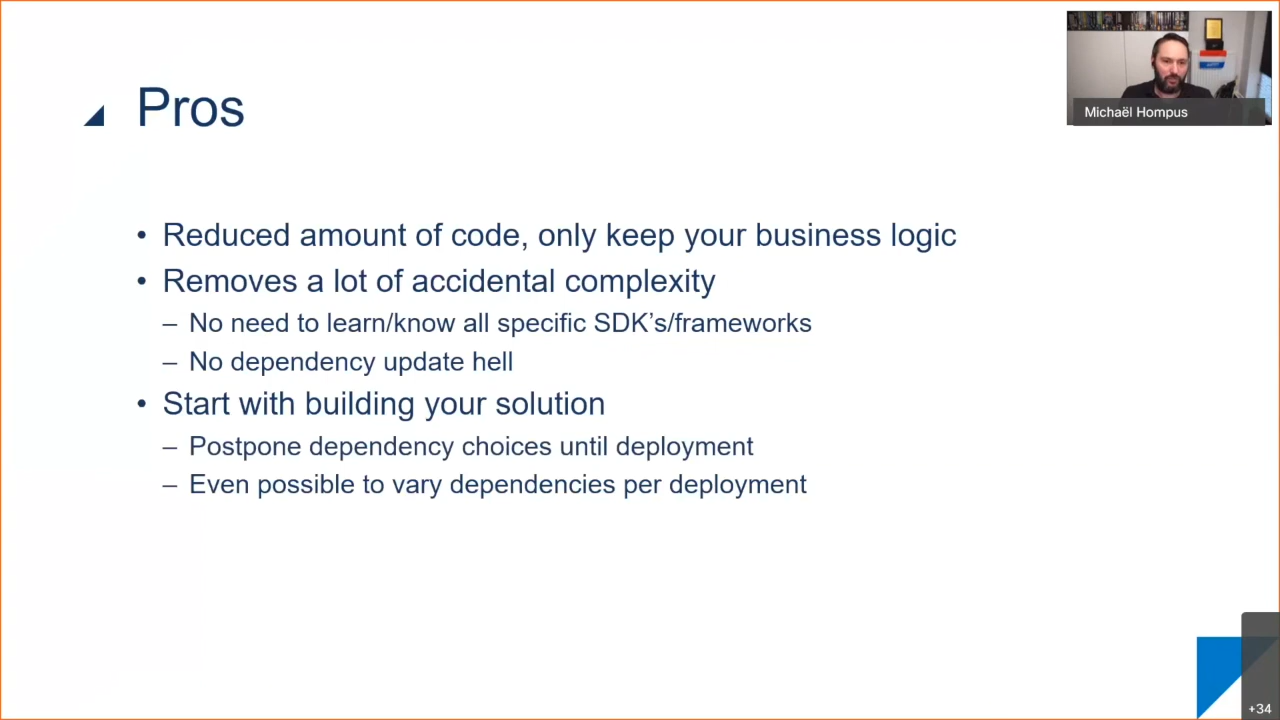 Pros
Michaël Hompus
• Reduced amount of code, only keep your business logic
• Removes a lot of accidental complexity
– No need to learn/know all specific SDK's/frameworks
– No dependency update hell
• Start with building your solution
– Postpone dependency choices until deployment
– Even possible to vary dependencies per deployment
+34